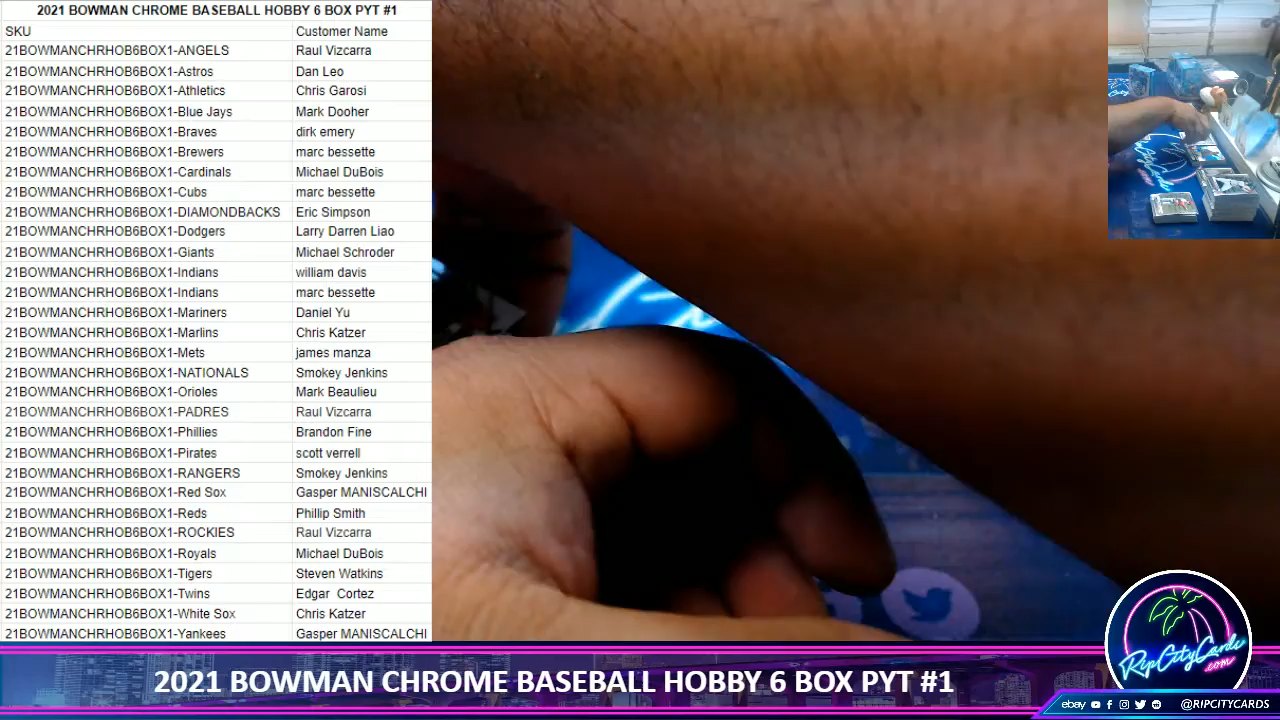 2021 BOWMAN CHROME BASEBALL HOBBY 6 BOX PYT #1
SKU Customer Name
21BOWMANCHRHOB6BOX1-ANGELS Raul Vizcarra
21BOWMANCHRHOB6BOX1-Astros Dan Leo
21BOWMANCHRHOB6BOX1-Athletics Chris Garosi
21BOWMANCHRHOB6BOX1-Blue Jays Mark Dooher
21BOWMANCHRHOB6BOX1-Braves dirk emery
21BOWMANCHRHOB6BOX1-Brewers marc bessette
21BOWMANCHRHOB6BOX1-Cardinals Michael DuBois
21BOWMANCHRHOB6BOX1-Cubs marc bessette
21BOWMANCHRHOB6BOX1-DIAMONDBACKS Eric Simpson
21BOWMANCHRHOB6BOX1-Dodgers Larry Darren Liao
21BOWMANCHRHOB6BOX1-Giants Michael Schroder
21BOWMANCHRHOB6BOX1-Indians william davis
21BOWMANCHRHOB6BOX1-Indians marc bessette
21BOWMANCHRHOB6BOX1-Mariners Daniel Yu
21BOWMANCHRHOB6BOX1-Marlins Chris Katzer
21BOWMANCHRHOB6BOX1-Mets james manza
21BOWMANCHRHOB6BOX1-NATIONALS Smokey Jenkins
21BOWMANCHRHOB6BOX1-Orioles Mark Beaulieu
21BOWMANCHRHOB6BOX1-PADRES Raul Vizcarra
21BOWMANCHRHOB6BOX1-Phillies Brandon Fine
21BOWMANCHRHOB6BOX1-Pirates scott verrell
21BOWMANCHRHOB6BOX1-RANGERS Smokey Jenkins
21BOWMANCHRHOB6BOX1-Red Sox Gasper MANISCALCHI
21BOWMANCHRHOB6BOX1-Reds Phillip Smith
21BOWMANCHRHOB6BOX1-ROCKIES Raul Vizcarra
21BOWMANCHRHOB6BOX1-Royals Michael DuBois
21BOWMANCHRHOB6BOX1-Tigers Steven Watkins
21BOWMANCHRHOB6BOX1-Twins Edgar Cortez
21BOWMANCHRHOB6BOX1-White Sox Chris Katzer
21BOWMANCHRHOB6BOX1-Yankees Gasper MANISCALCHI
2021 BOWMAN CHROME BASEBALL HOBBY 6 BOX PYT #1
RipCityCards
.com
ebay @RIPCITYCARDS